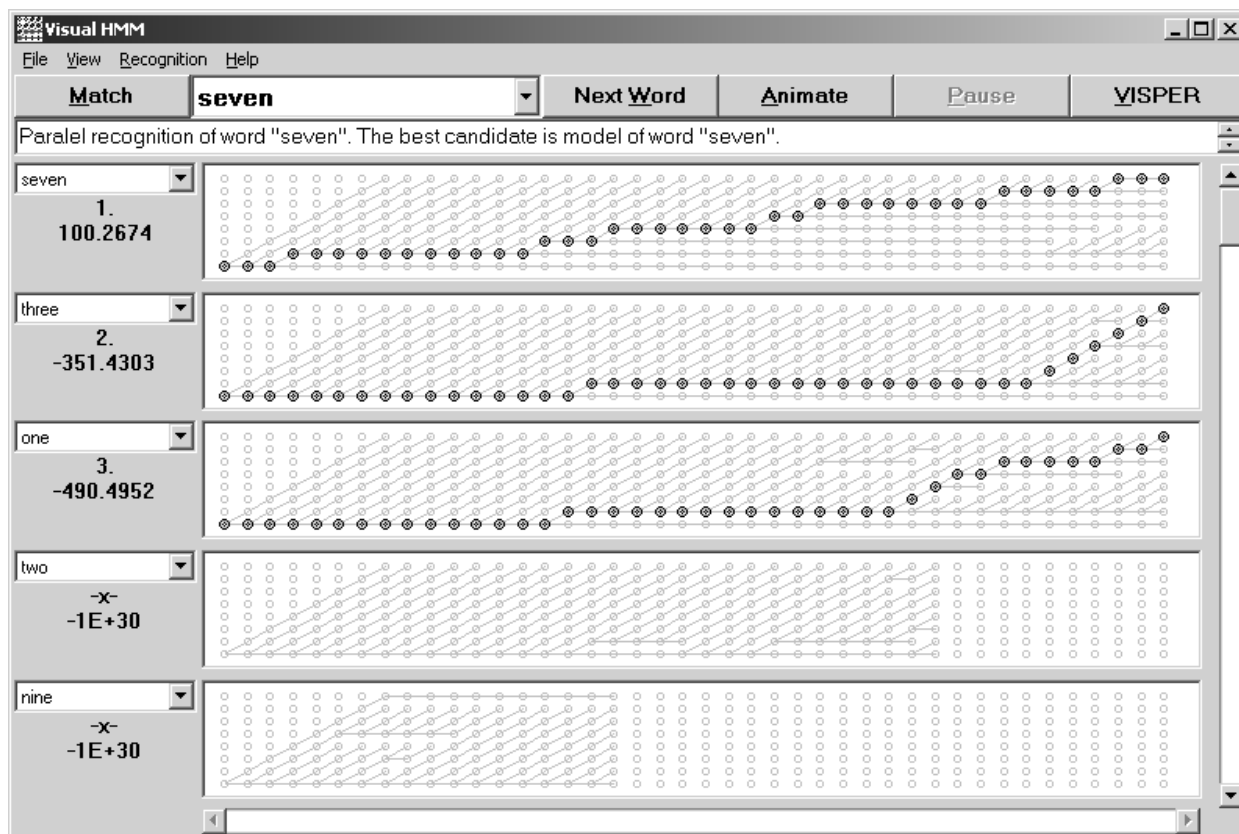 Visual HMM
File View Recognition Help
Match seven Next Word Animate Pause VISPER
Paralel recognition of word "seven". The best candidate is model of word "seven".
seven
1.
100.2674
three
2.
-351.4303
one
3.
-490.4952
two
-x-
-1E+30
nine
-x-
-1E+30